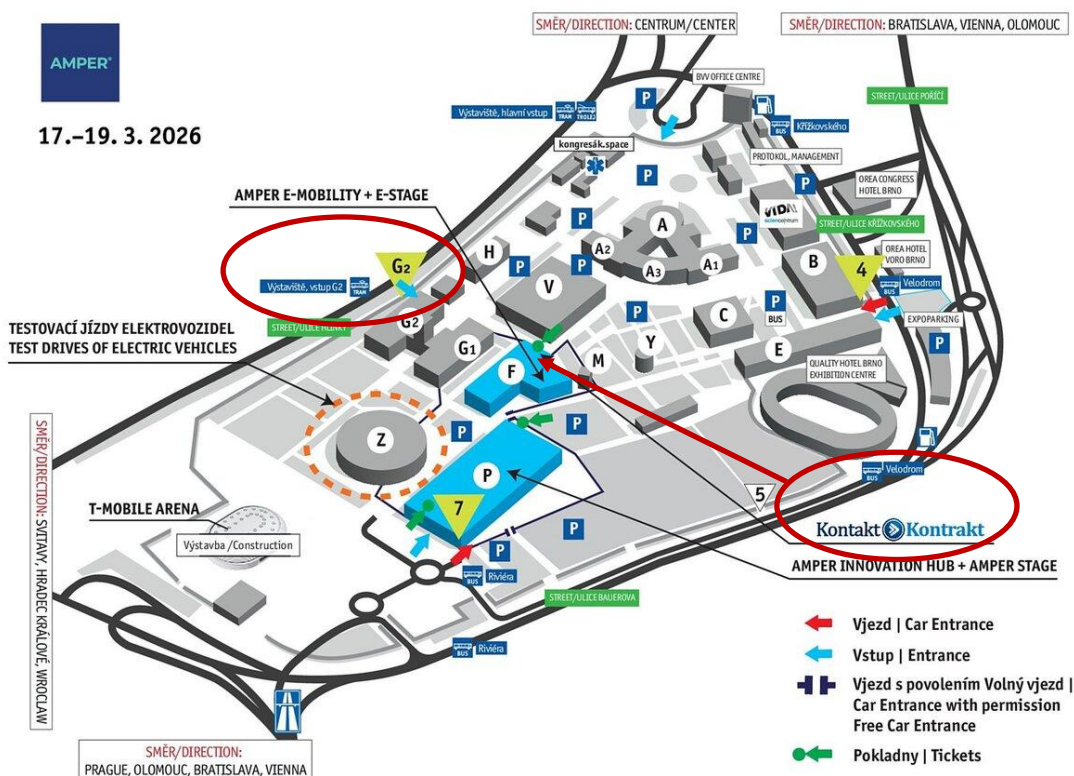 SMĚR/DIRECTION: CENTRUM/CENTER
SMĚR/DIRECTION: BRATISLAVA, VIENNA, OLOMOUC
AMPER®
17.–19. 3. 2026
BVV OFFICE CENTRE
STREET/ULICE POŘÍČÍ
P
Výstaviště, hlavní vstup
TRAM
TROLEJ
BUS
Křížkovského
kongresák.space
PROTOKOL, MANAGEMENT
P
P
OREA CONGRESS
HOTEL BRNO
AMPER E-MOBILITY + E-STAGE
VIDA!
science centrum
STREET/ULICE KŘÍŽKOVSKÉHO
P
A
P
H
A2
A3
A1
OREA HOTEL
VORO BRNO
G2
P
P
B
4
Výstaviště, vstup G2
TRAM
V
BUS
Velodrom
P
BUS
EXPOPARKING
TESTOVACÍ JÍZDY ELEKTROVOZIDEL
TEST DRIVES OF ELECTRIC VEHICLES
STREET/ULICE HLINKY
G2
P
C
G1
Y
E
P
F
M
QUALITY HOTEL BRNO
EXHIBITION CENTRE
Z
P
P
SMĚR/DIRECTION: SVITAVY, HRADEC KRÁLOVÉ, WROCLAW
P
BUS
Velodrom
5
7
T-MOBILE ARENA
Výstavba /Construction
P
P
Kontakt Kontrakt
AMPER INNOVATION HUB + AMPER STAGE
BUS
Riviéra
STREET/ULICE BAUEROVA
BUS
Riviéra
Vjezd | Car Entrance
Vstup | Entrance
Vjezd s povolením Volný vjezd |
Car Entrance with permission
Free Car Entrance
Pokladny | Tickets
SMĚR/DIRECTION:
PRAGUE, OLOMOUC, BRATISLAVA, VIENNA